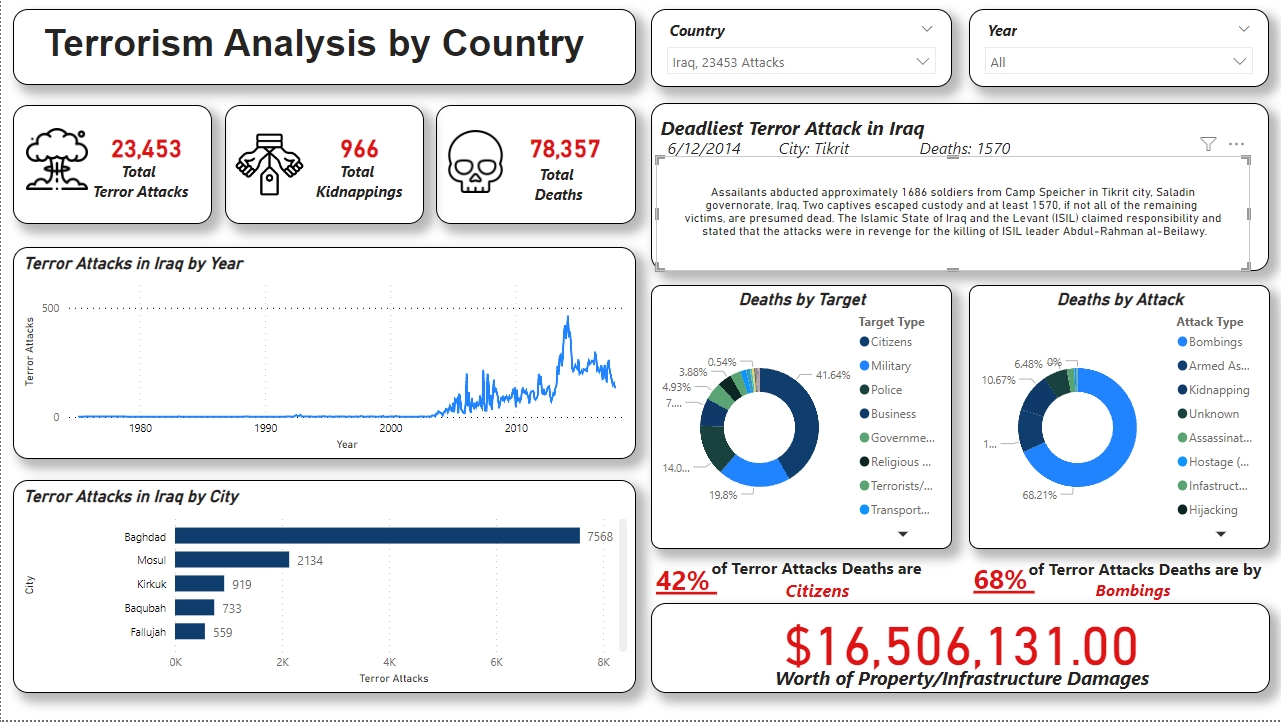 Terrorism Analysis by Country
Country
Iraq, 23453 Attacks
Year
All
23,453
Total
Terror Attacks
966
Total
Kidnappings
78,357
Total
Deaths
Deadliest Terror Attack in Iraq
6/12/2014 City: Tikrit Deaths: 1570
Assailants abducted approximately 1686 soldiers from Camp Speicher in Tikrit city, Saladin
governorate, Iraq. Two captives escaped custody and at least 1570, if not all of the remaining
victims, are presumed dead. The Islamic State of Iraq and the Levant (ISIL) claimed responsibility and
stated that the attacks were in revenge for the killing of ISIL leader Abdul-Rahman al-Beilawy.
Terror Attacks in Iraq by Year
Terror Attacks
500
0
1980 1990 2000 2010
Year
Terror Attacks in Iraq by City
City
Baghdad 7568
Mosul 2134
Kirkuk 919
Baqubah 733
Fallujah 559
0K 2K 4K 6K 8K
Terror Attacks
Deaths by Target
0.54%
3.88%
4.93%
7....
14.0...
19.8%
41.64%
Target Type
Citizens
Military
Police
Business
Governme...
Religious ...
Terrorists/...
Transport...
Deaths by Attack
6.48% 0%
10.67%
1...
68.21%
Attack Type
Bombings
Armed As...
Kidnapping
Unknown
Assassinat...
Hostage (...
Infastruct...
Hijacking
42% of Terror Attacks Deaths are
Citizens
68% of Terror Attacks Deaths are by
Bombings
$16,506,131.00
Worth of Property/Infrastructure Damages